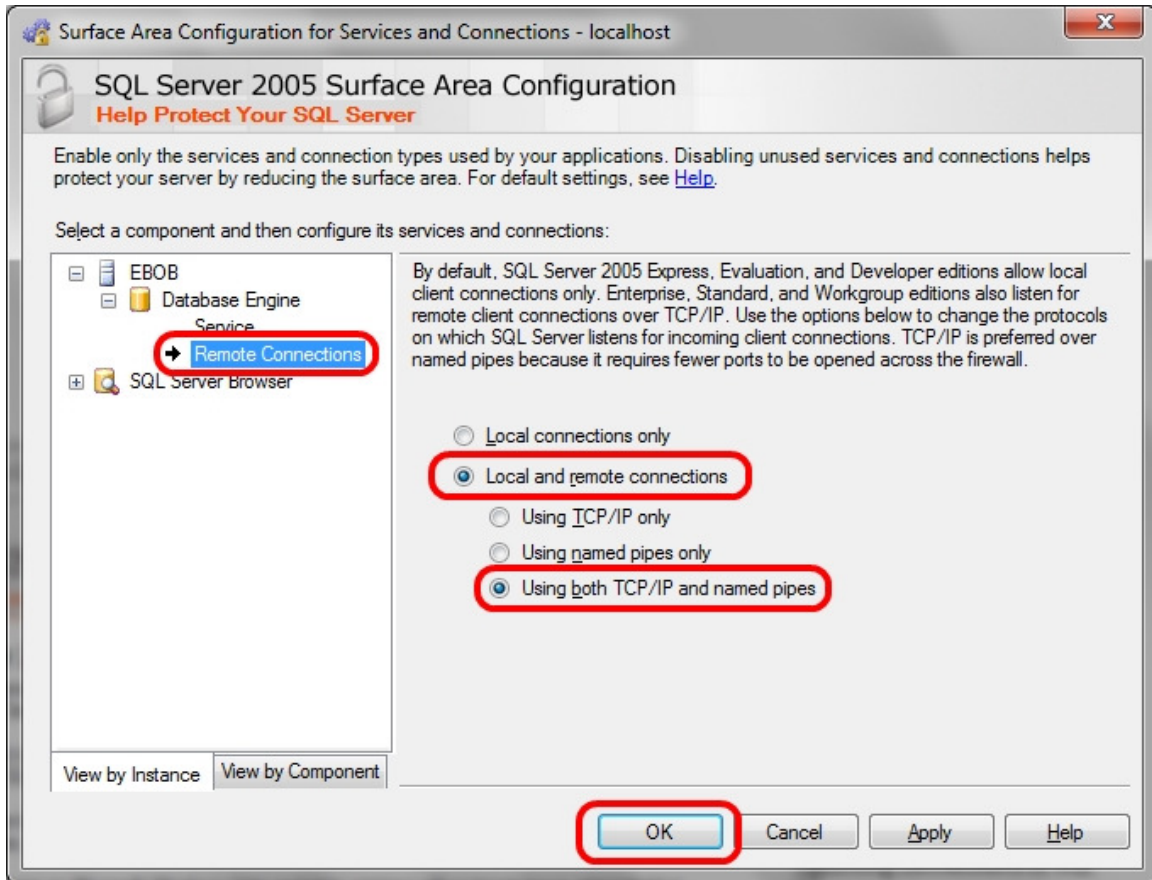 Surface Area Configuration for Services and Connections - localhost
SQL Server 2005 Surface Area Configuration
Help Protect Your SQL Server
Enable only the services and connection types used by your applications. Disabling unused services and connections helps
protect your server by reducing the surface area. For default settings, see Help.
Select a component and then configure its services and connections:
EBOB
Database Engine
Service
Remote Connections
SQL Server Browser
View by Instance
View by Component
By default, SQL Server 2005 Express, Evaluation, and Developer editions allow local
client connections only. Enterprise, Standard, and Workgroup editions also listen for
remote client connections over TCP/IP. Use the options below to change the protocols
on which SQL Server listens for incoming client connections. TCP/IP is preferred over
named pipes because it requires fewer ports to be opened across the firewall.
Local connections only
Local and remote connections
Using TCP/IP only
Using named pipes only
Using both TCP/IP and named pipes
OK
Cancel
Apply
Help